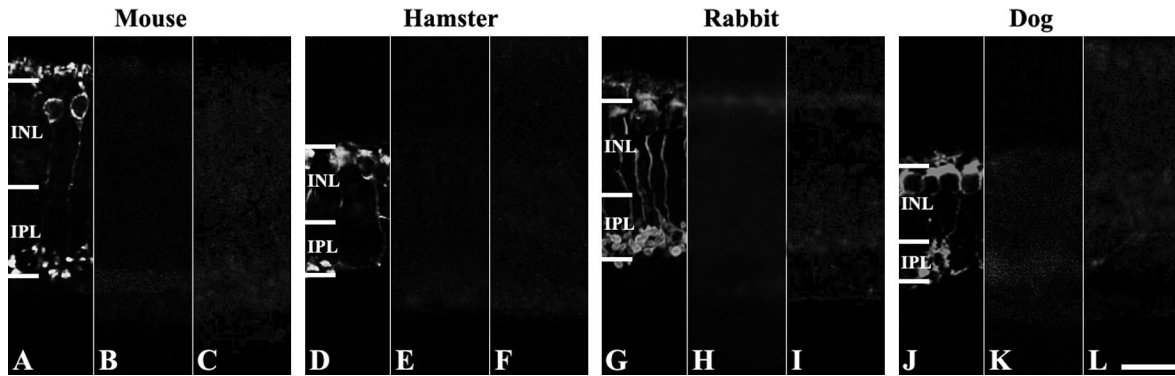 Mouse Hamster Rabbit Dog
INL INL INL INL
IPL IPL IPL IPL
A B C D E F G H I J K L